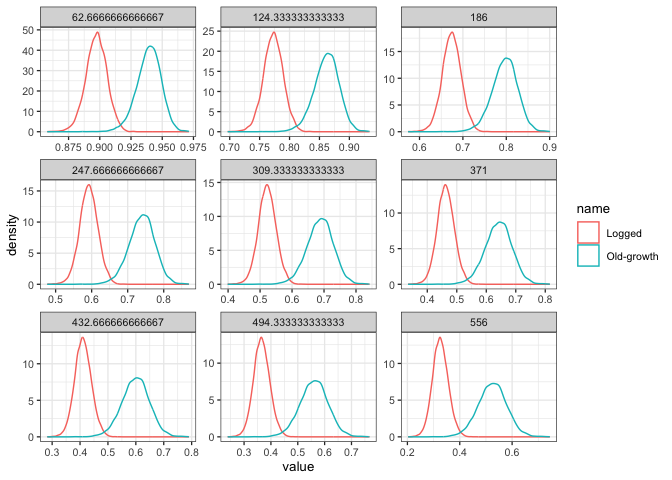 62.6666666666667 124.333333333333 186
50 40 30 20 10 0
25 20 15 10 5 0
15 10 5 0
0.875 0.900 0.925 0.950 0.975
0.70 0.75 0.80 0.85 0.90
0.6 0.7 0.8 0.9
247.666666666667 309.333333333333 371
15 10 5 0
15 10 5 0
10 5 0
0.5 0.6 0.7 0.8
0.4 0.5 0.6 0.7 0.8
0.4 0.5 0.6 0.7 0.8
432.666666666667 494.333333333333 556
10 5 0
10 5 0
10 5 0
0.3 0.4 0.5 0.6 0.7 0.8
0.3 0.4 0.5 0.6 0.7
0.2 0.4 0.6
density
value
name
Logged
Old-growth